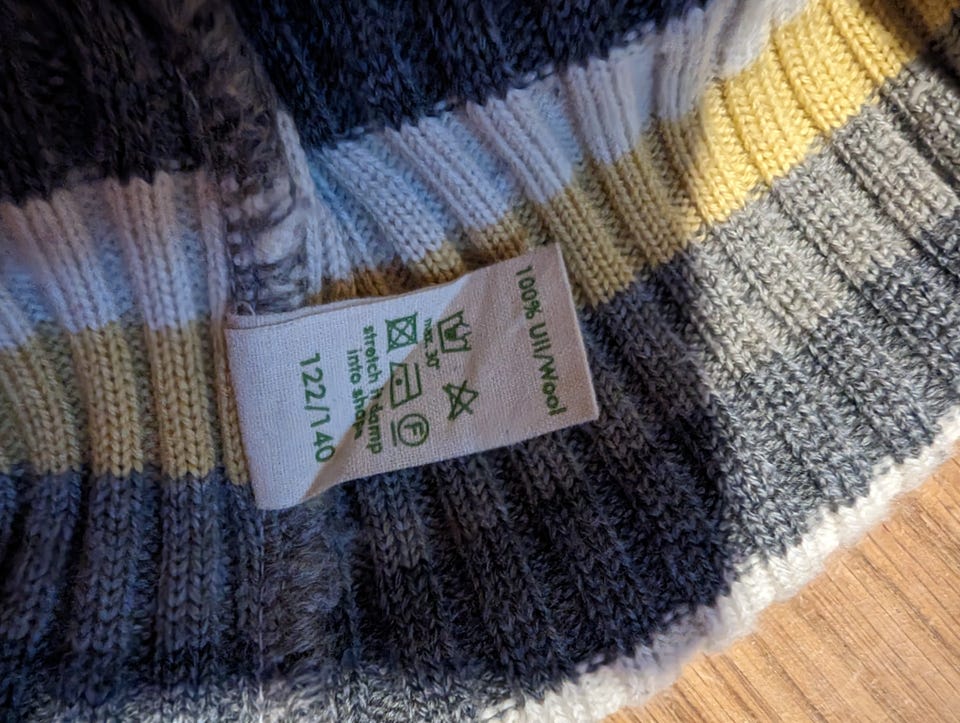 100% Ull/Wool
max. 30°
F
stretch in damp
into shape
122/140